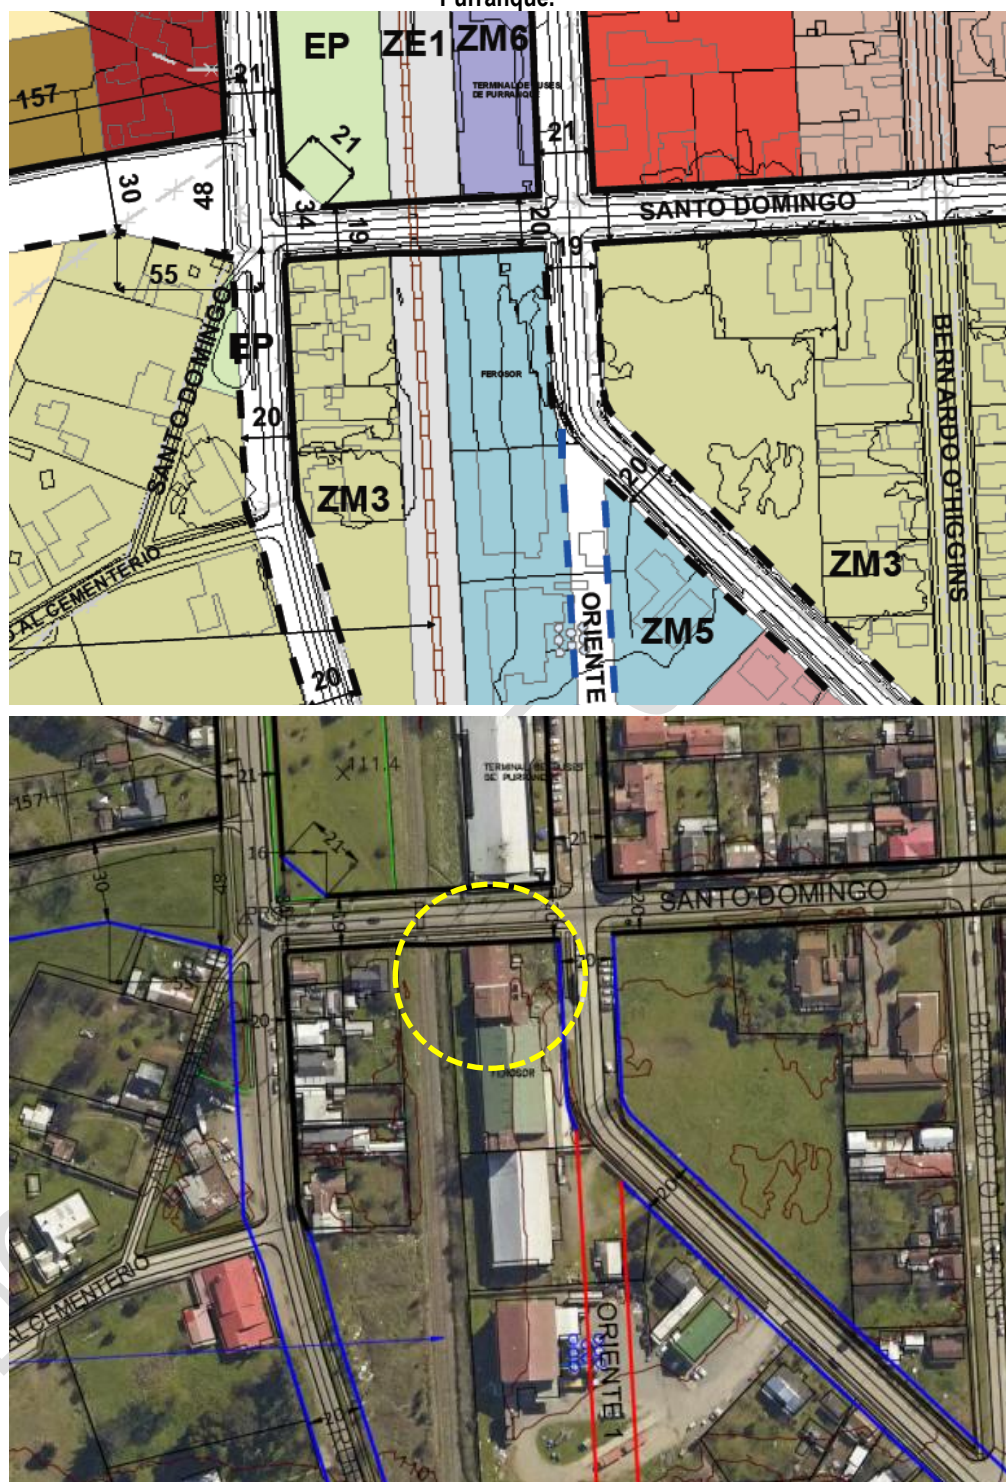 Purranque.
EP
ZE1
ZM6
21
157
TERMINAL DE BUSES
DE PURRANQUE
21
21
30
48
34
19
20
SANTO DOMINGO
19
55
SANTO DOMINGO
EP
FEROSOR
BERNARDO O'HIGGINS
20
20
ZM3
ZM3
O AL CEMENTERIO
ORIENTE
ZM5
20
111.4
TERMINAL DE BUSES
DE PURRANQUE
21
157
21
16
21
30
48
19
20
SANTO DOMINGO
20
20
FEROSOR
BERNARDO O'HIGGINS
20
AL CEMENTERIO
ORIENTE 1
20